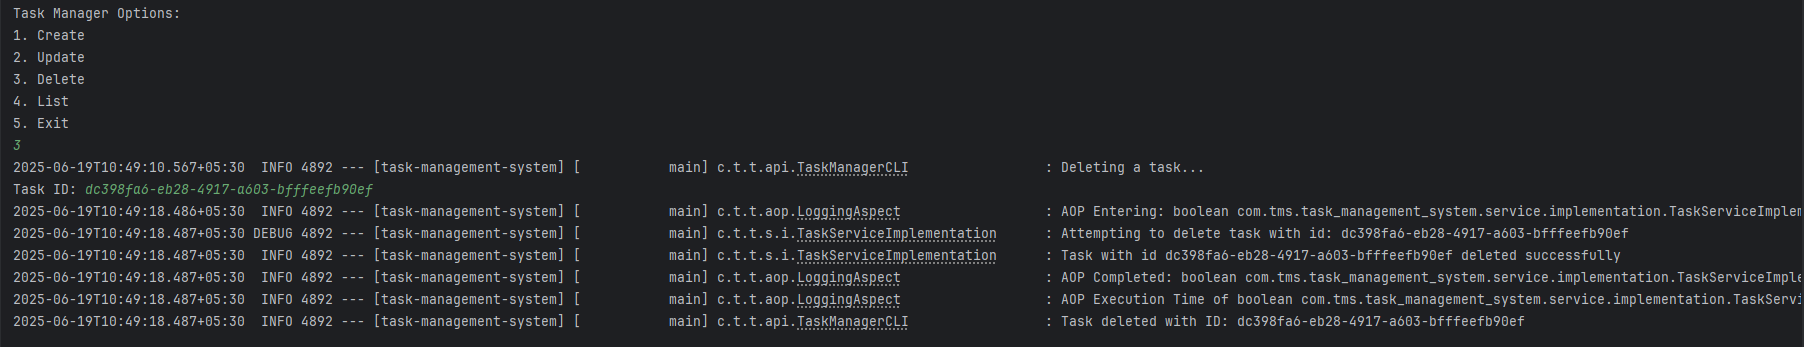 Task Manager Options:
1. Create
2. Update
3. Delete
4. List
5. Exit
3
2025-06-19T10:49:10.567+05:30  INFO 4892 --- [task-management-system] [           main] c.t.t.api.TaskManagerCLI                 : Deleting a task...
Task ID: dc398fa6-eb28-4917-a603-bfffeefb90ef
2025-06-19T10:49:18.486+05:30  INFO 4892 --- [task-management-system] [           main] c.t.t.aop.LoggingAspect                  : AOP Entering: boolean com.tms.task_management_system.service.implementation.TaskServiceImplem
2025-06-19T10:49:18.487+05:30 DEBUG 4892 --- [task-management-system] [           main] c.t.t.s.i.TaskServiceImplementation      : Attempting to delete task with id: dc398fa6-eb28-4917-a603-bfffeefb90ef
2025-06-19T10:49:18.487+05:30  INFO 4892 --- [task-management-system] [           main] c.t.t.s.i.TaskServiceImplementation      : Task with id dc398fa6-eb28-4917-a603-bfffeefb90ef deleted successfully
2025-06-19T10:49:18.487+05:30  INFO 4892 --- [task-management-system] [           main] c.t.t.aop.LoggingAspect                  : AOP Completed: boolean com.tms.task_management_system.service.implementation.TaskServiceImple
2025-06-19T10:49:18.487+05:30  INFO 4892 --- [task-management-system] [           main] c.t.t.aop.LoggingAspect                  : AOP Execution Time of boolean com.tms.task_management_system.service.implementation.TaskServi
2025-06-19T10:49:18.487+05:30  INFO 4892 --- [task-management-system] [           main] c.t.t.api.TaskManagerCLI                 : Task deleted with ID: dc398fa6-eb28-4917-a603-bfffeefb90ef